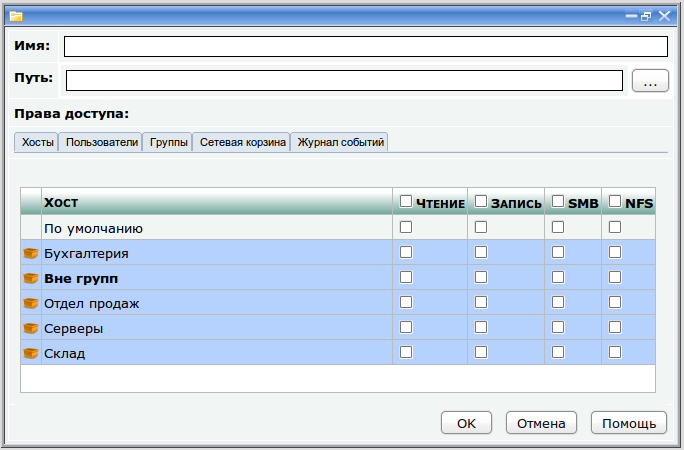 Имя:
Путь:
...
Права доступа:
Хосты Пользователи Группы Сетевая корзина Журнал событий
Хост Чтение Запись SMB NFS
По умолчанию
Бухгалтерия
Вне групп
Отдел продаж
Серверы
Склад
OK Отмена Помощь